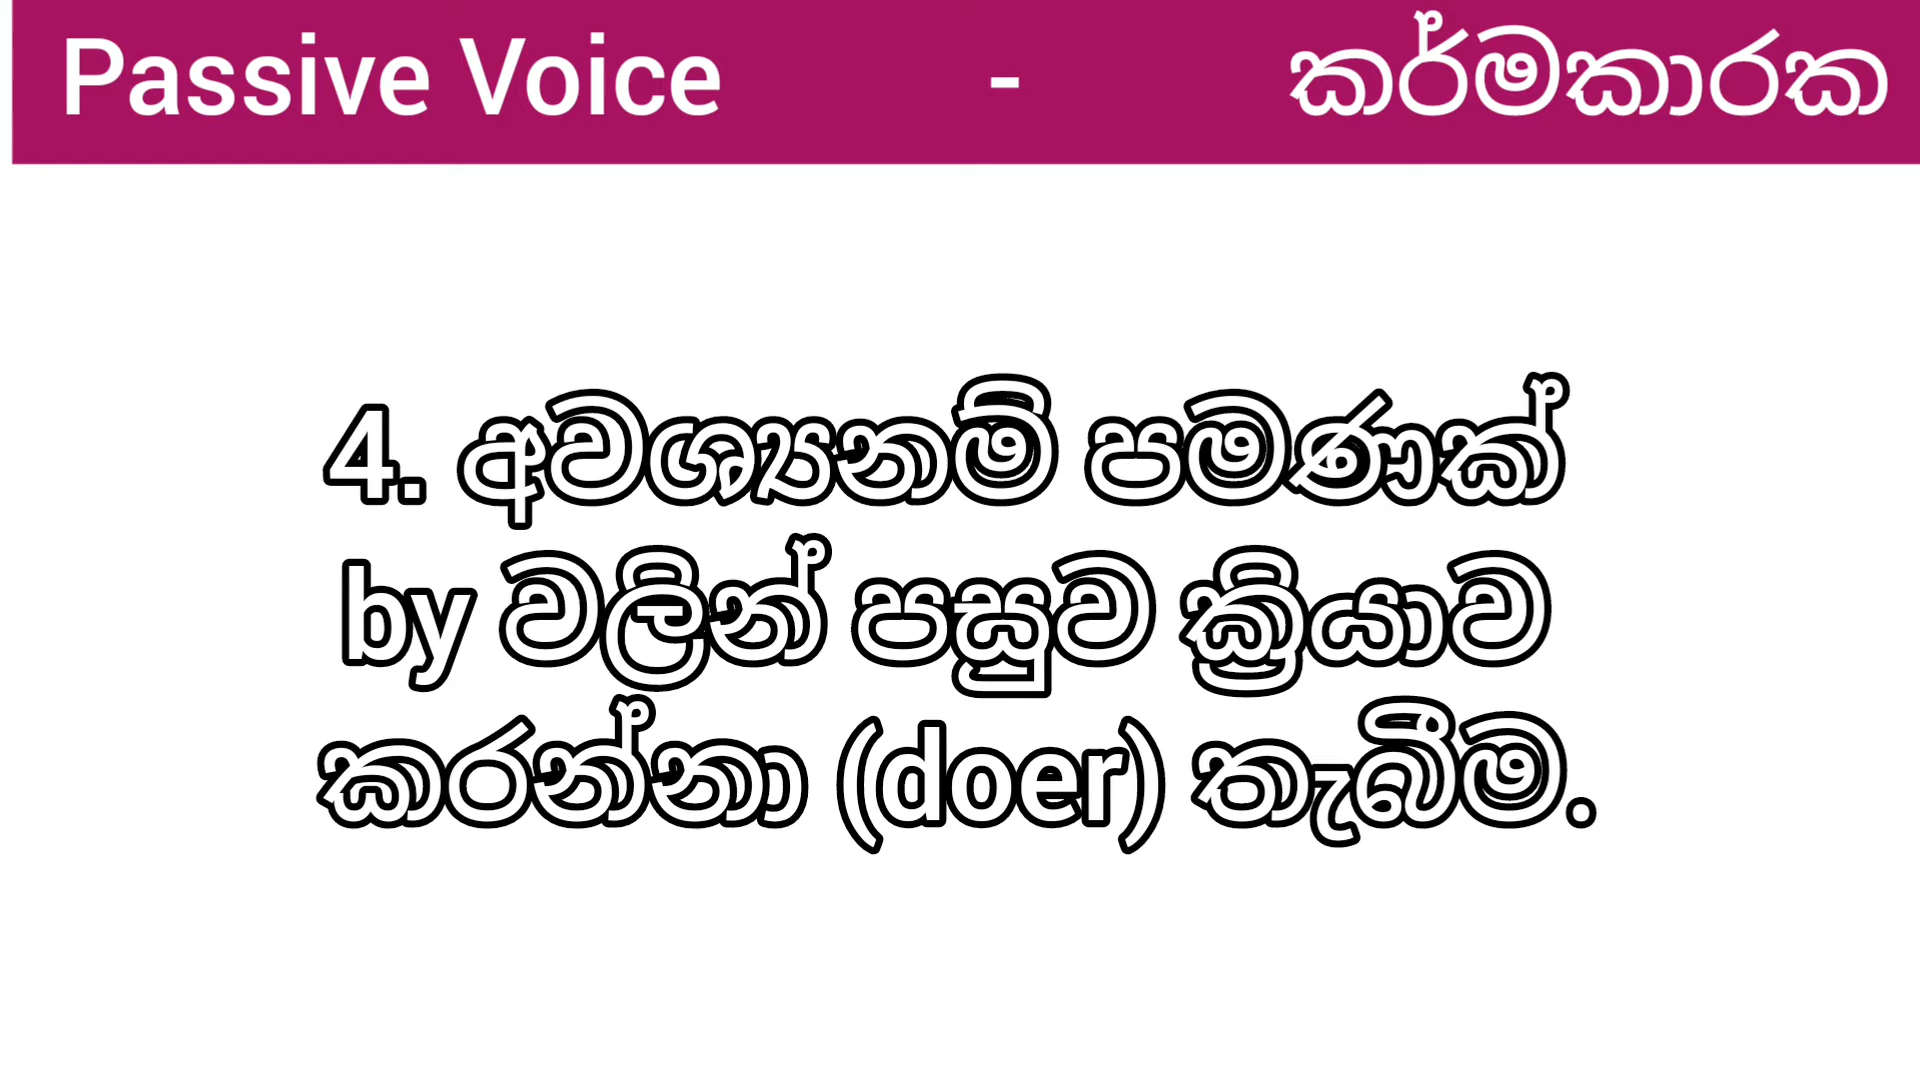 Passive Voice - කර්මකාරක
4. අවශ්‍යනම් පමණක්
by වලින් පසුව ක්‍රියාව
කරන්නා (doer) තැබීම.